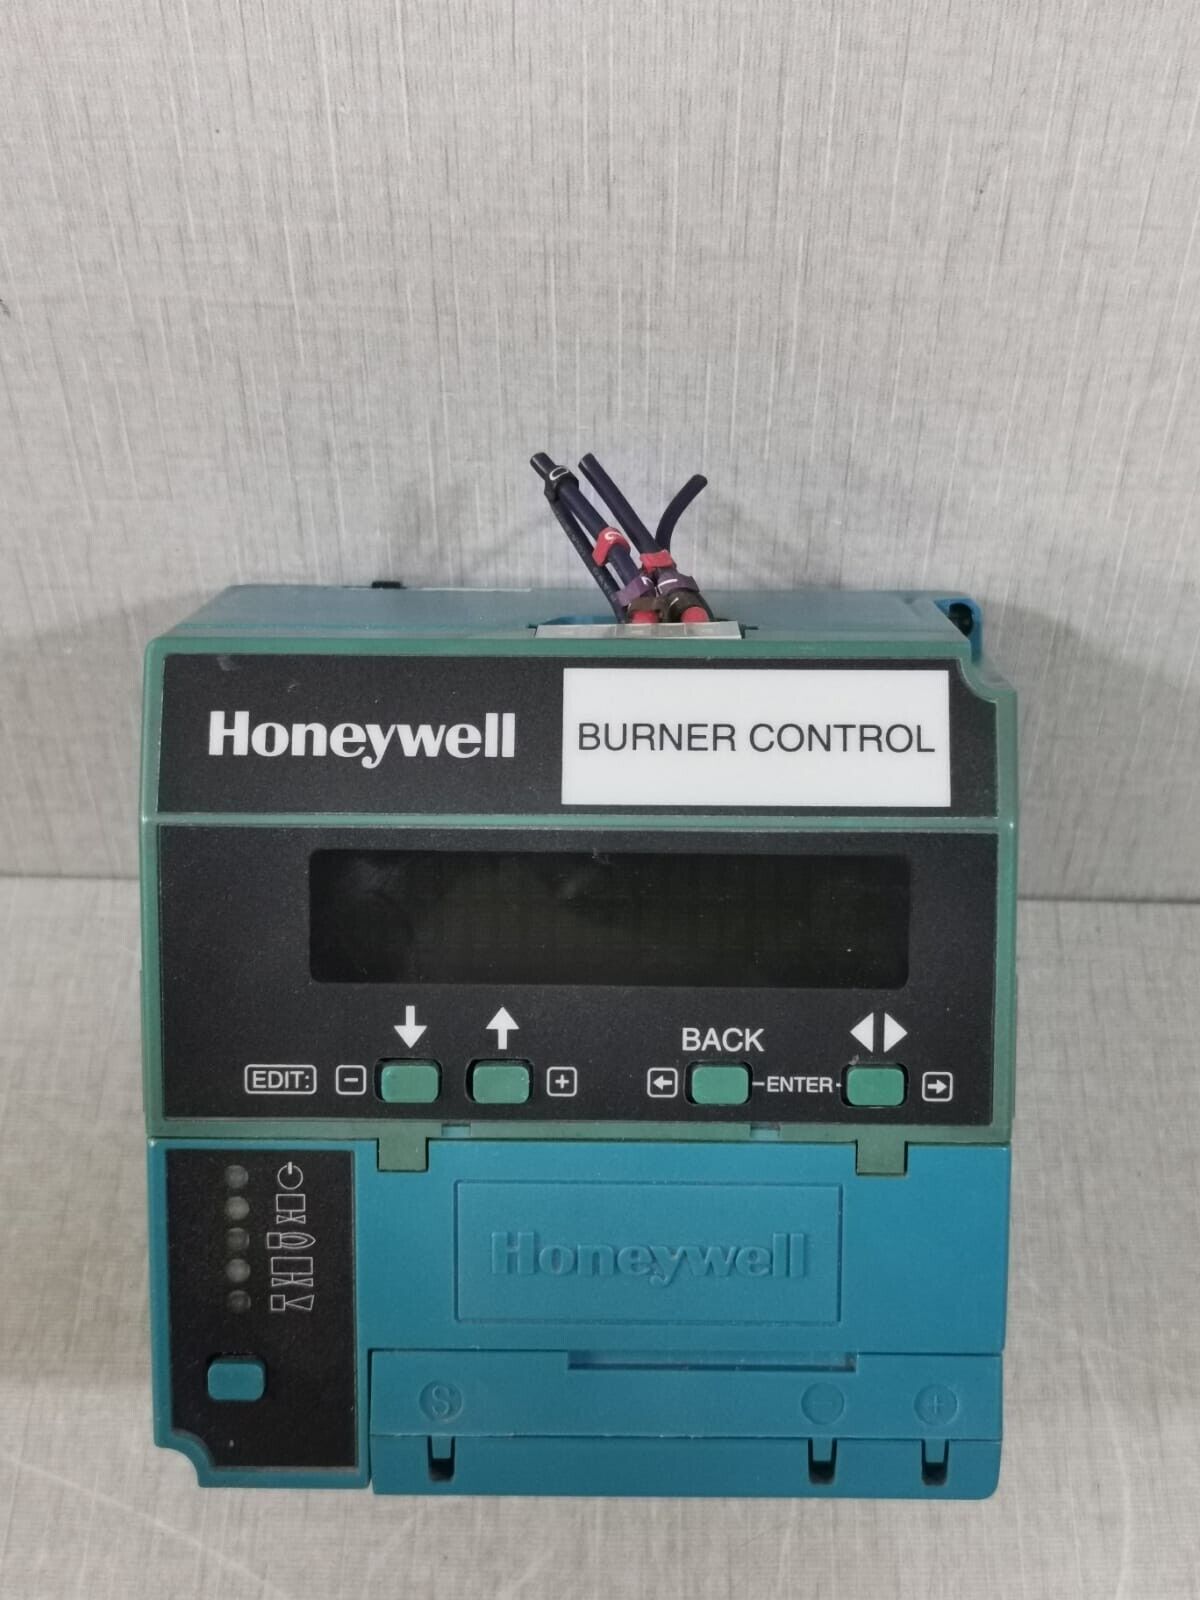 Honeywell
BURNER CONTROL
BACK
EDIT: - + ENTER
Honeywell
S - +